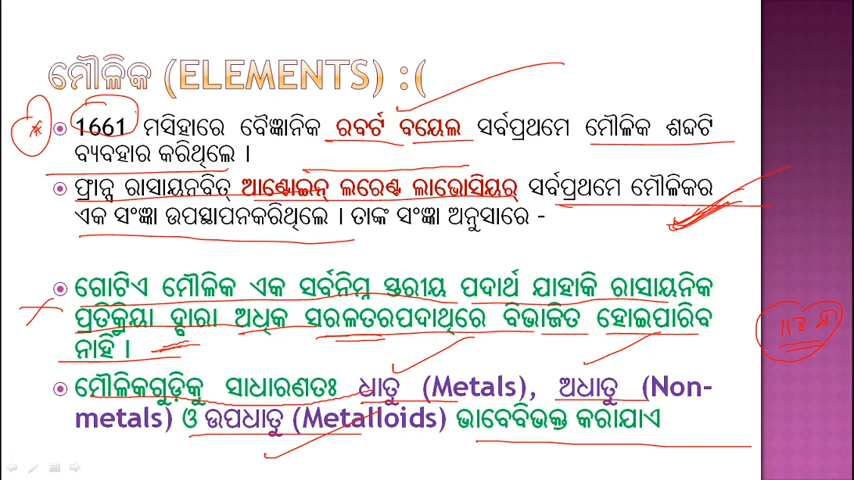 ମୌଳିକ (ELEMENTS) :(
1661 ମସିହାରେ ବୈଜ୍ଞାନିକ ରବର୍ଟ ବୟେଲ ସର୍ବପ୍ରଥମେ ମୌଳିକ ଶବ୍ଦଟି
ବ୍ୟବହାର କରିଥିଲେ ।
ଫ୍ରାନ୍ସ ରାସାୟନବିତ୍ ଆଣ୍ଟୋଇନ୍ ଲରେଣ୍ଟ ଲାଭୋସିୟର୍ ସର୍ବପ୍ରଥମେ ମୌଳିକର
ଏକ ସଂଜ୍ଞା ଉପସ୍ଥାପନକରିଥିଲେ । ତାଙ୍କ ସଂଜ୍ଞା ଅନୁସାରେ -
ଗୋଟିଏ ମୌଳିକ ଏକ ସର୍ବନିମ୍ନ ସ୍ତରୀୟ ପଦାର୍ଥ ଯାହାକି ରାସାୟନିକ
ପ୍ରତିକ୍ରିୟା ଦ୍ୱାରା ଅଧିକ ସରଳତରପଦାଥିରେ ବିଭାଜିତ ହୋଇପାରିବ
ନାହିଁ ।
ମୌଳିକଗୁଡ଼ିକୁ ସାଧାରଣତଃ ଧାତୁ (Metals), ଅଧାତୁ (Non-
metals) ଓ ଉପଧାତୁ (Metalloids) ଭାବେବିଭକ୍ତ କରାଯାଏ